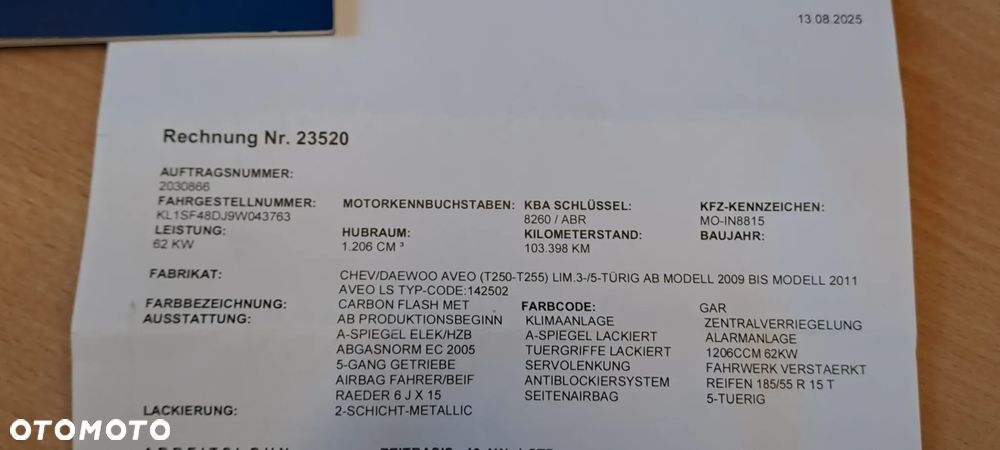 13.08.2025
Rechnung Nr. 23520
AUFTRAGSNUMMER:
2030866
FAHRGESTELLNUMMER: MOTORKENNBUCHSTABEN: KBA SCHLÜSSEL: KFZ-KENNZEICHEN:
KL1SF48DJ9W043763 8260 / ABR MO-IN8815
LEISTUNG: HUBRAUM: KILOMETERSTAND: BAUJAHR:
62 KW 1.206 CM ³ 103.398 KM
FABRIKAT: CHEV/DAEWOO AVEO (T250-T255) LIM.3-/5-TÜRIG AB MODELL 2009 BIS MODELL 2011
AVEO LS TYP-CODE:142502
FARBBEZEICHNUNG: CARBON FLASH MET FARBCODE: GAR
AUSSTATTUNG: AB PRODUKTIONSBEGINN KLIMAANLAGE ZENTRALVERRIEGELUNG
A-SPIEGEL ELEK/HZB A-SPIEGEL LACKIERT ALARMANLAGE
ABGASNORM EC 2005 TUERGRIFFE LACKIERT 1206CCM 62KW
5-GANG GETRIEBE SERVOLENKUNG FAHRWERK VERSTAERKT
AIRBAG FAHRER/BEIF ANTIBLOCKIERSYSTEM REIFEN 185/55 R 15 T
RAEDER 6 J X 15 SEITENAIRBAG 5-TUERIG
LACKIERUNG: 2-SCHICHT-METALLIC
OTOMOTO